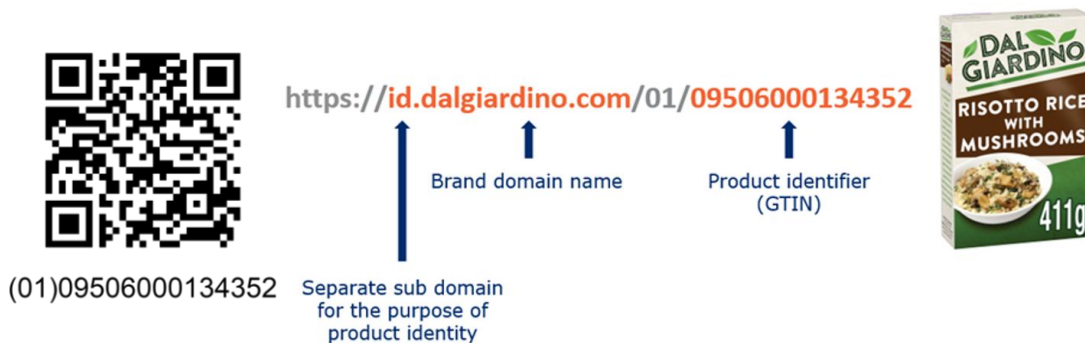 https://id.dalgiardino.com/01/09506000134352
Brand domain name
Product identifier
(GTIN)
(01)09506000134352
Separate sub domain
for the purpose of
product identity
DAL
GIARDINO
RISOTTO RICE
WITH
MUSHROOMS
411g